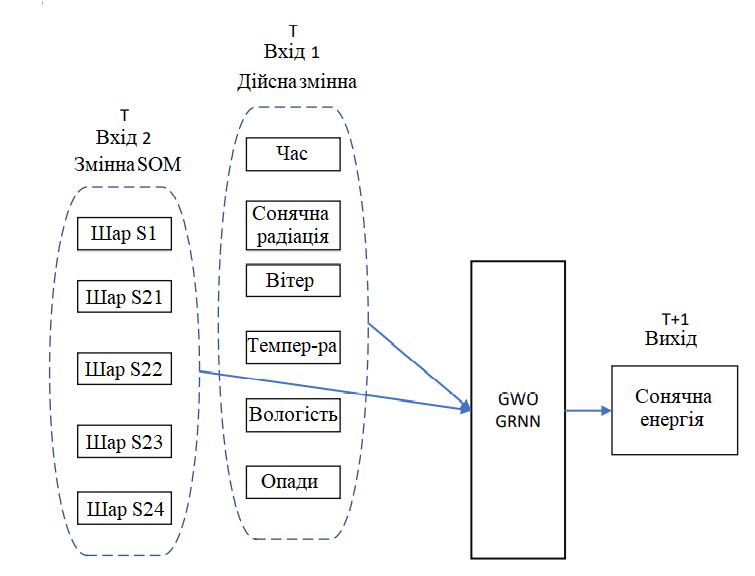 T
Вхід 1
Дійсна змінна
T
Вхід 2
Змінна SOM
Час
Сонячна
радіація
Вітер
Темпер-ра
Вологість
Опади
Шар S1
Шар S21
Шар S22
Шар S23
Шар S24
GWO
GRNN
T+1
Вихід
Сонячна
енергія